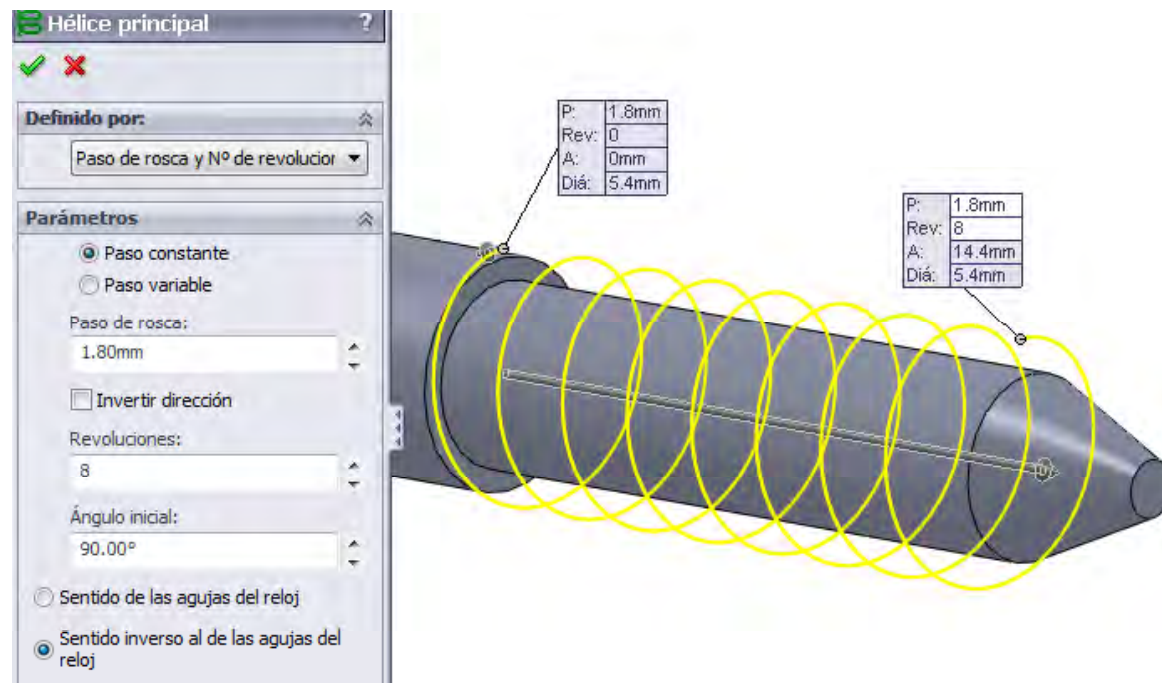 Hélice principal ?
Definido por:
Paso de rosca y Nº de revolucior
Parámetros
Paso constante
Paso variable
Paso de rosca:
1.80mm
Invertir dirección
Revoluciones:
8
Ángulo inicial:
90.00°
Sentido de las agujas del reloj
Sentido inverso al de las agujas del
reloj
P: 1.8mm
Rev: 0
A: 0mm
Diá: 5.4mm
P: 1.8mm
Rev: 8
A: 14.4mm
Diá: 5.4mm